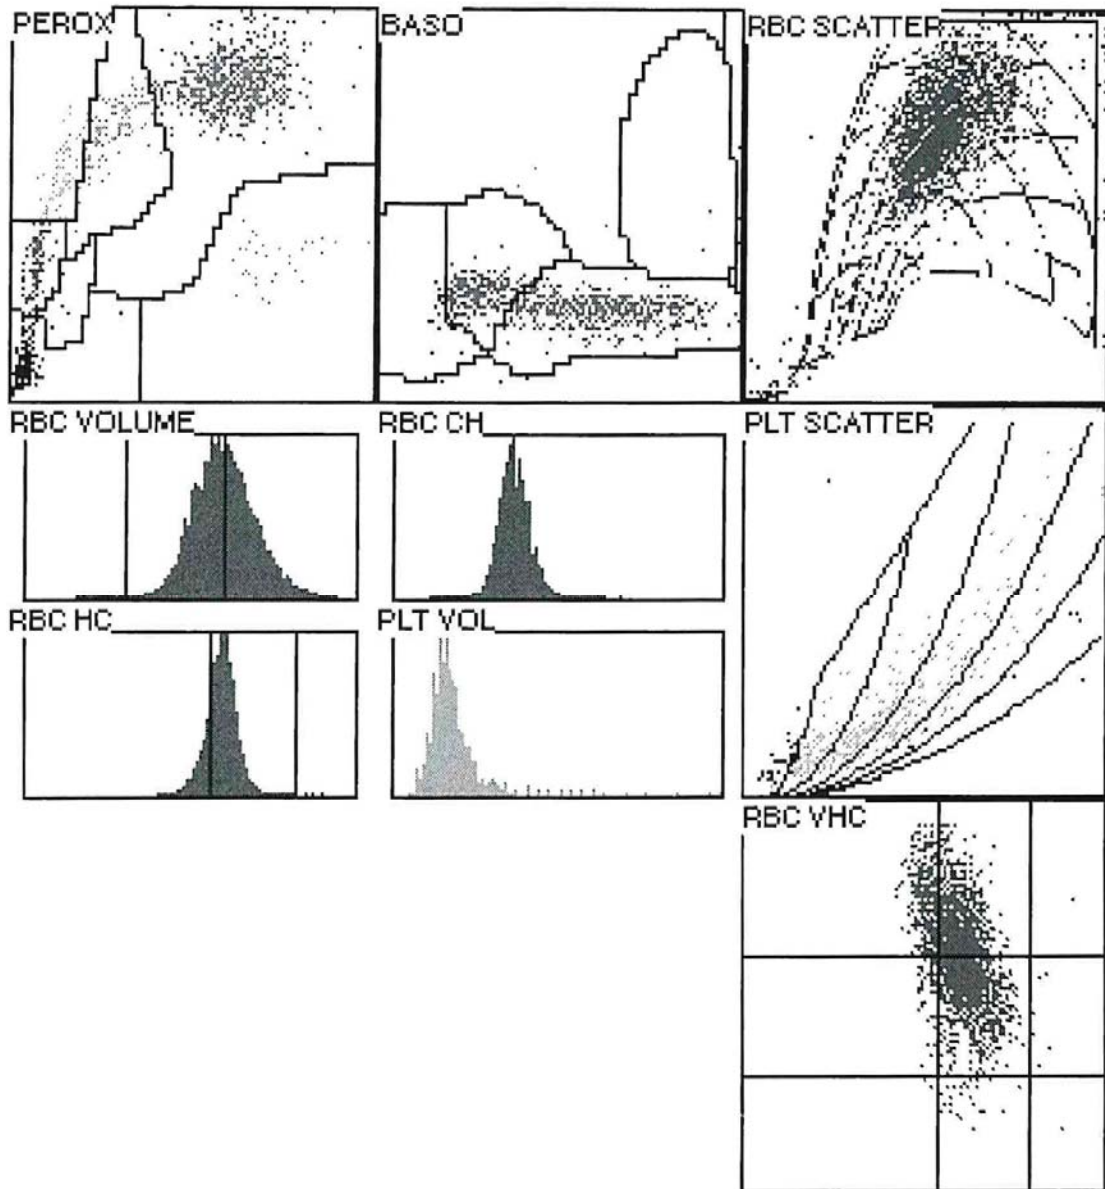 PEROX
BASO
RBC SCATTER
RBC VOLUME
RBC CH
PLT SCATTER
RBC HC
PLT VOL
RBC VHC